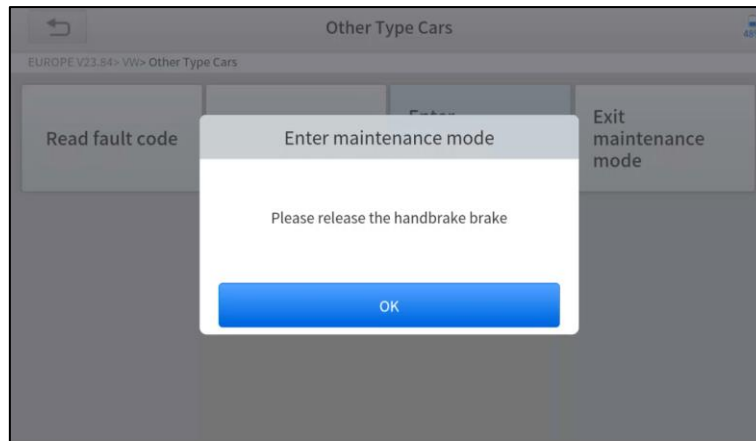 Other Type Cars
EUROPE V23.84> VW> Other Type Cars
Read fault code
Enter
Exit
maintenance
mode
Enter maintenance mode
Please release the handbrake brake
OK